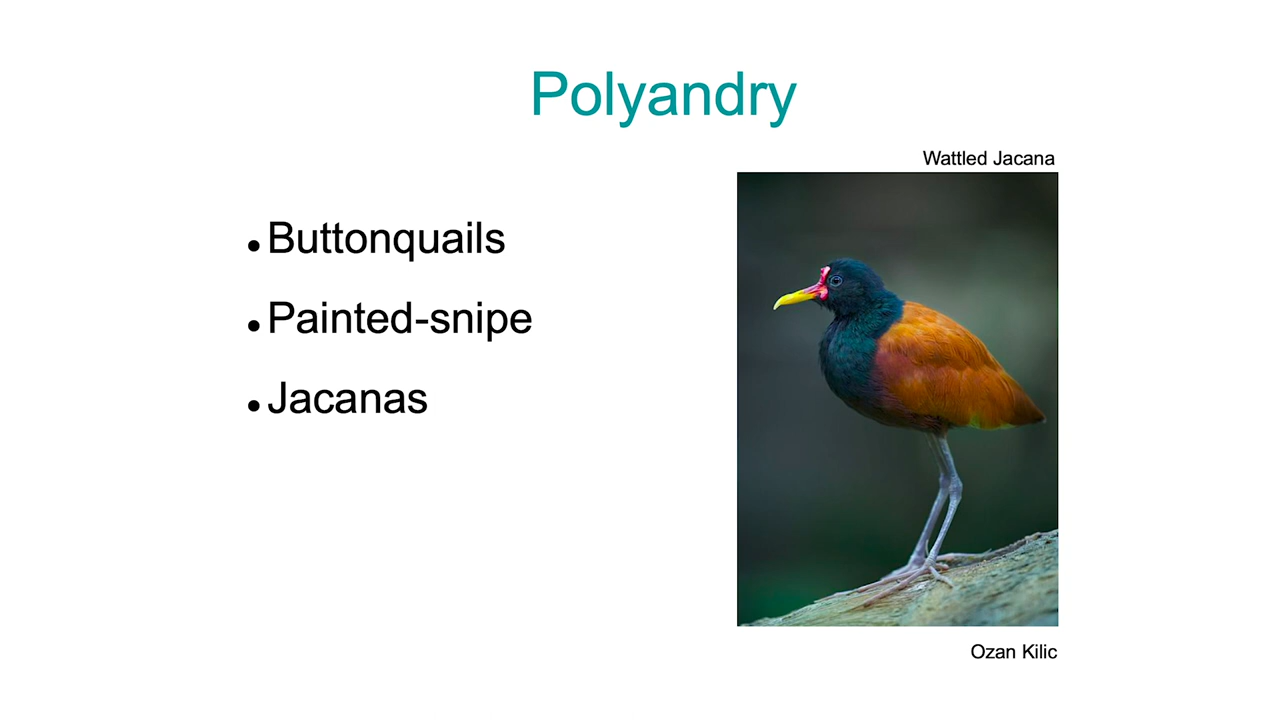 Polyandry
Wattled Jacana
• Buttonquails
• Painted-snipe
• Jacanas
Ozan Kilic